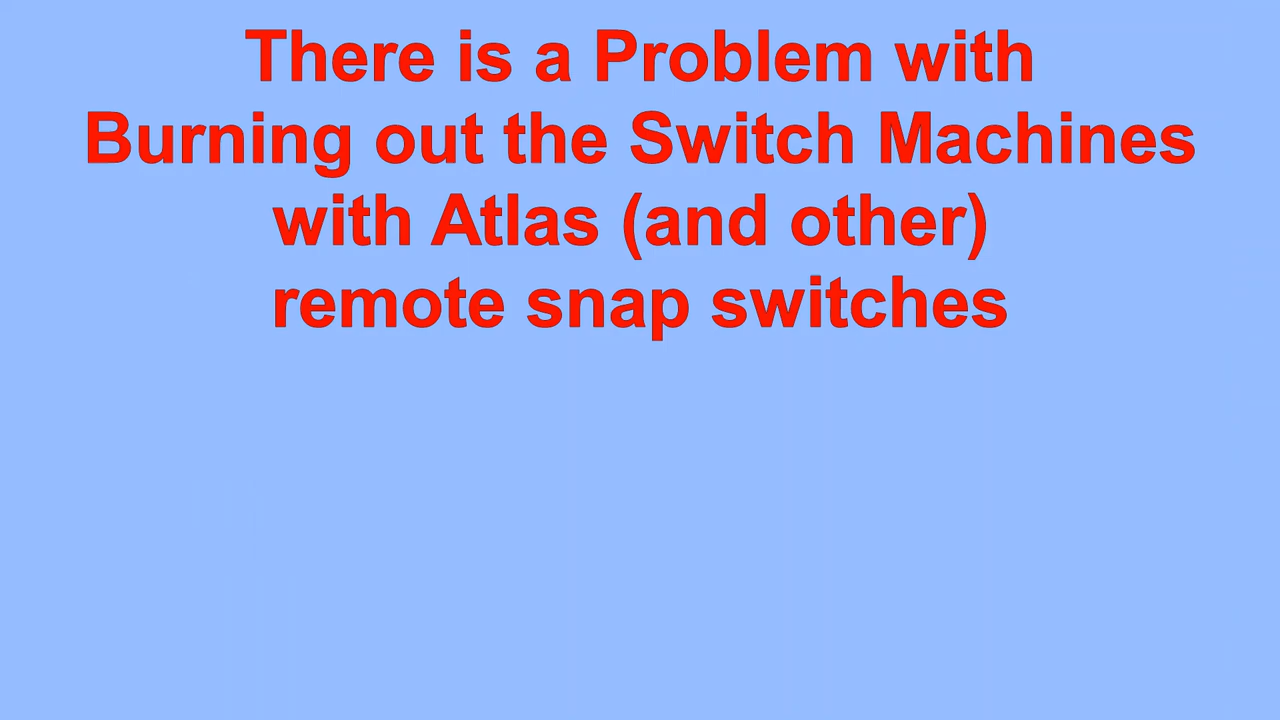 There is a Problem with
Burning out the Switch Machines
with Atlas (and other)
remote snap switches